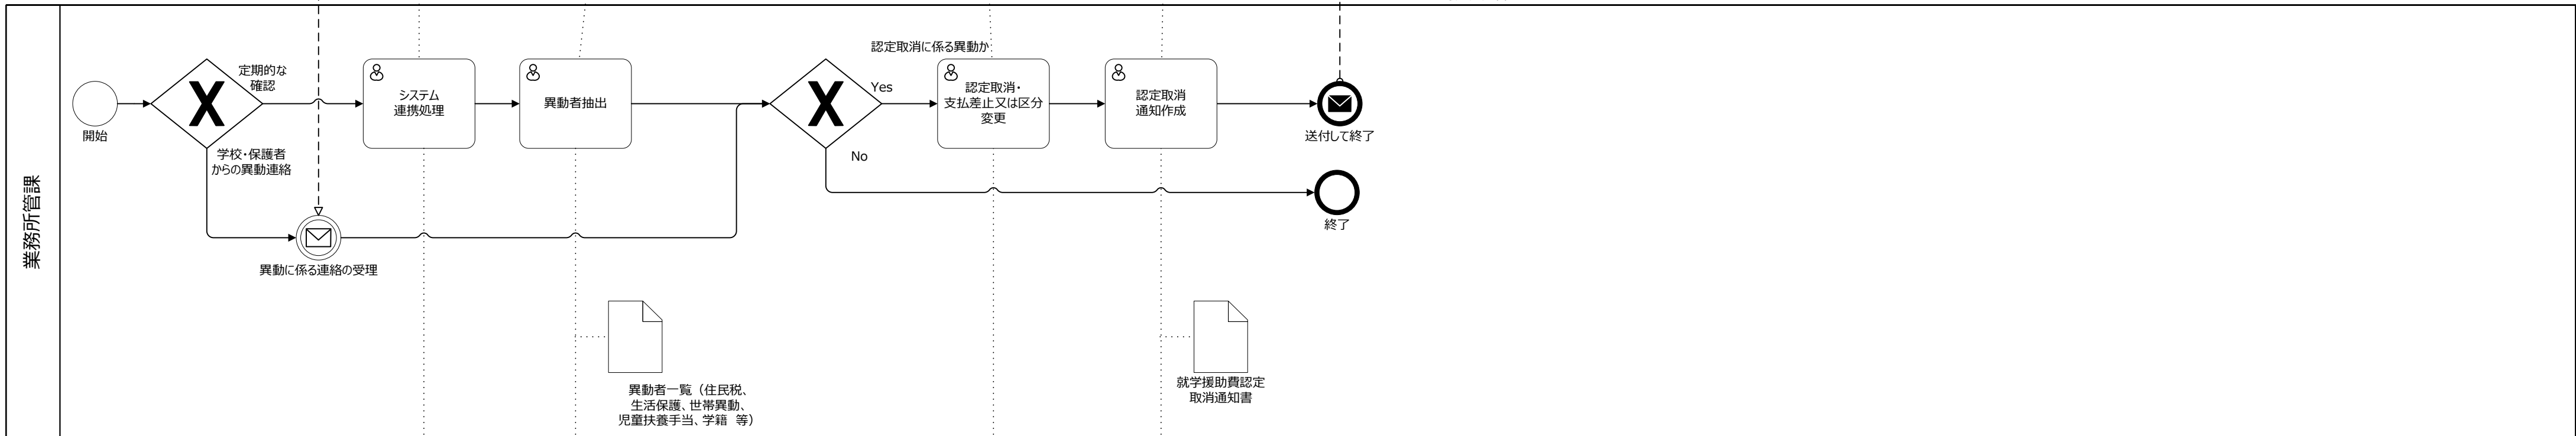 業務所管課
開始
定期的な
確認
学校・保護者
からの異動連絡
異動に係る連絡の受理
システム
連携処理
異動者抽出
異動者一覧（住民税、
生活保護、世帯異動、
児童扶養手当、学籍 等）
認定取消に係る異動か
Yes
No
認定取消・
支払差止又は区分
変更
認定取消
通知作成
就学援助費認定
取消通知書
送付して終了
終了